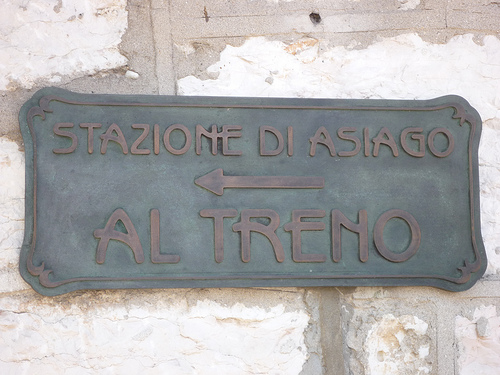 STAZIONE DI ASIAGO
AL TRENO